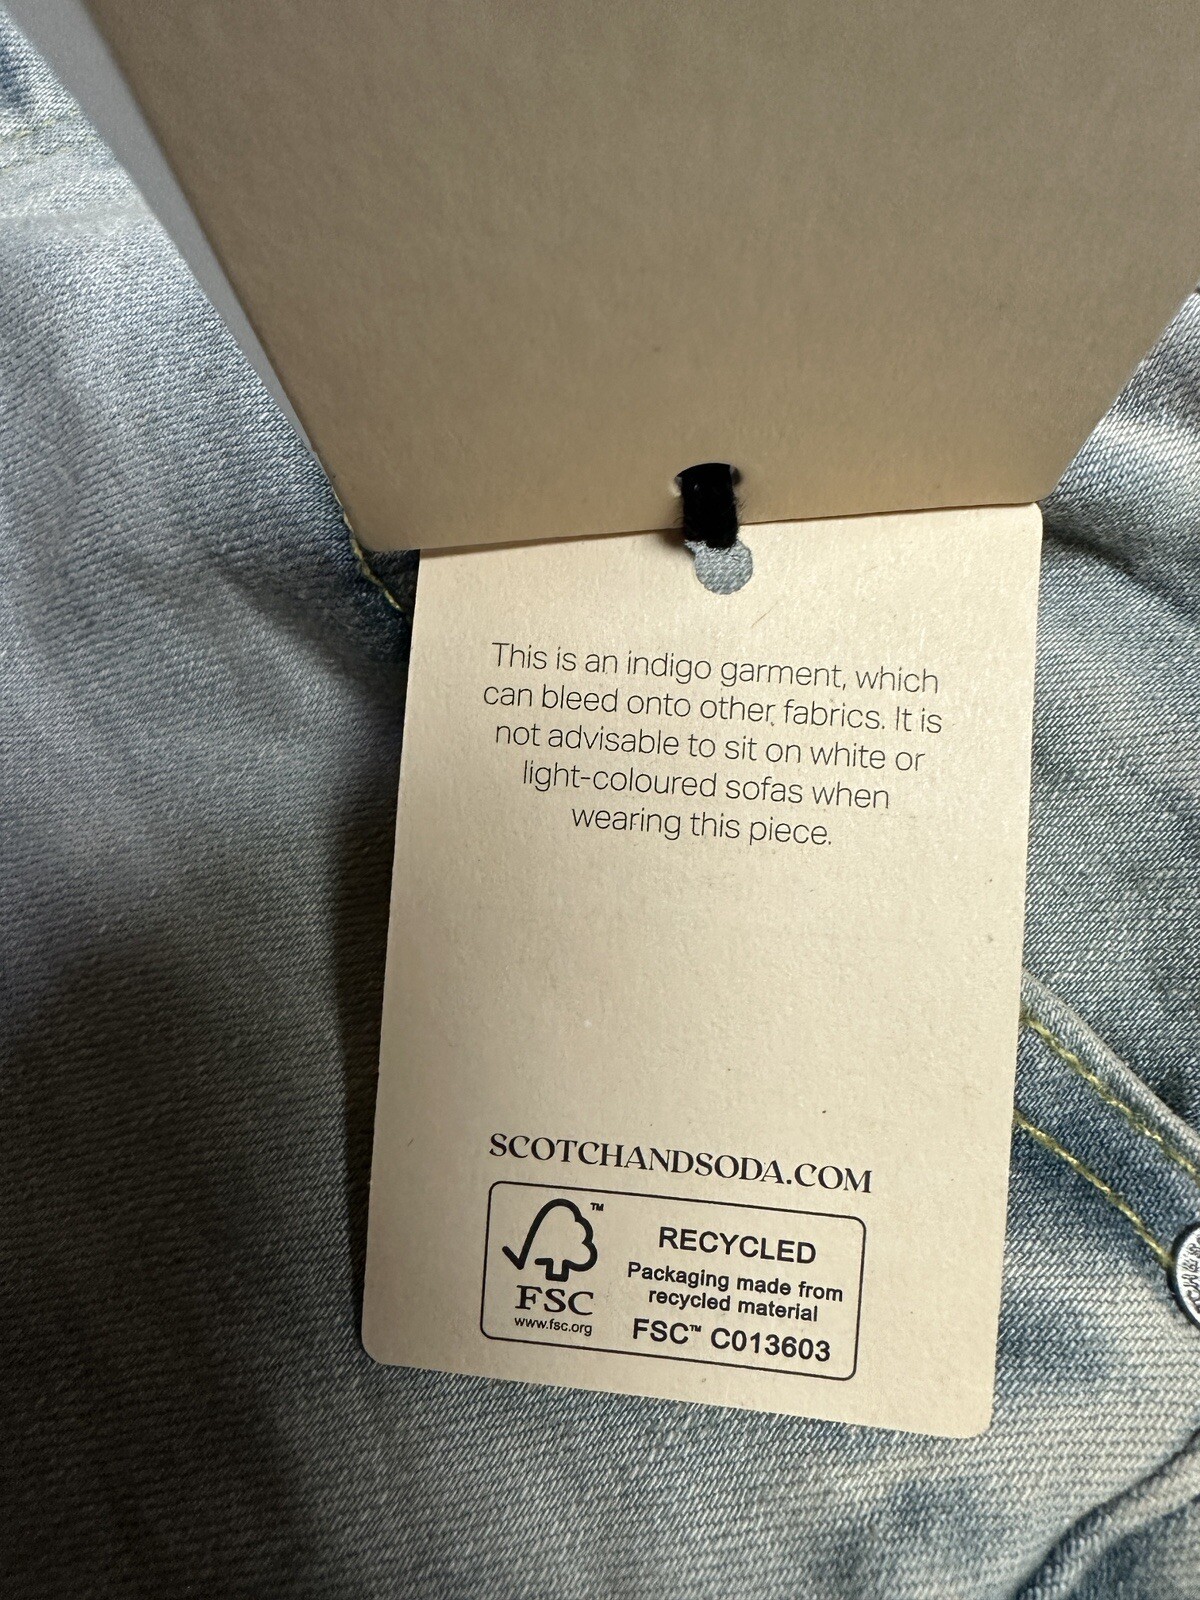 This is an indigo garment, which
can bleed onto other fabrics. It is
not advisable to sit on white or
light-coloured sofas when
wearing this piece.
SCOTCHANDSODA.COM
TM
FSC
www.fsc.org
RECYCLED
Packaging made from
recycled material
FSC™ C013603